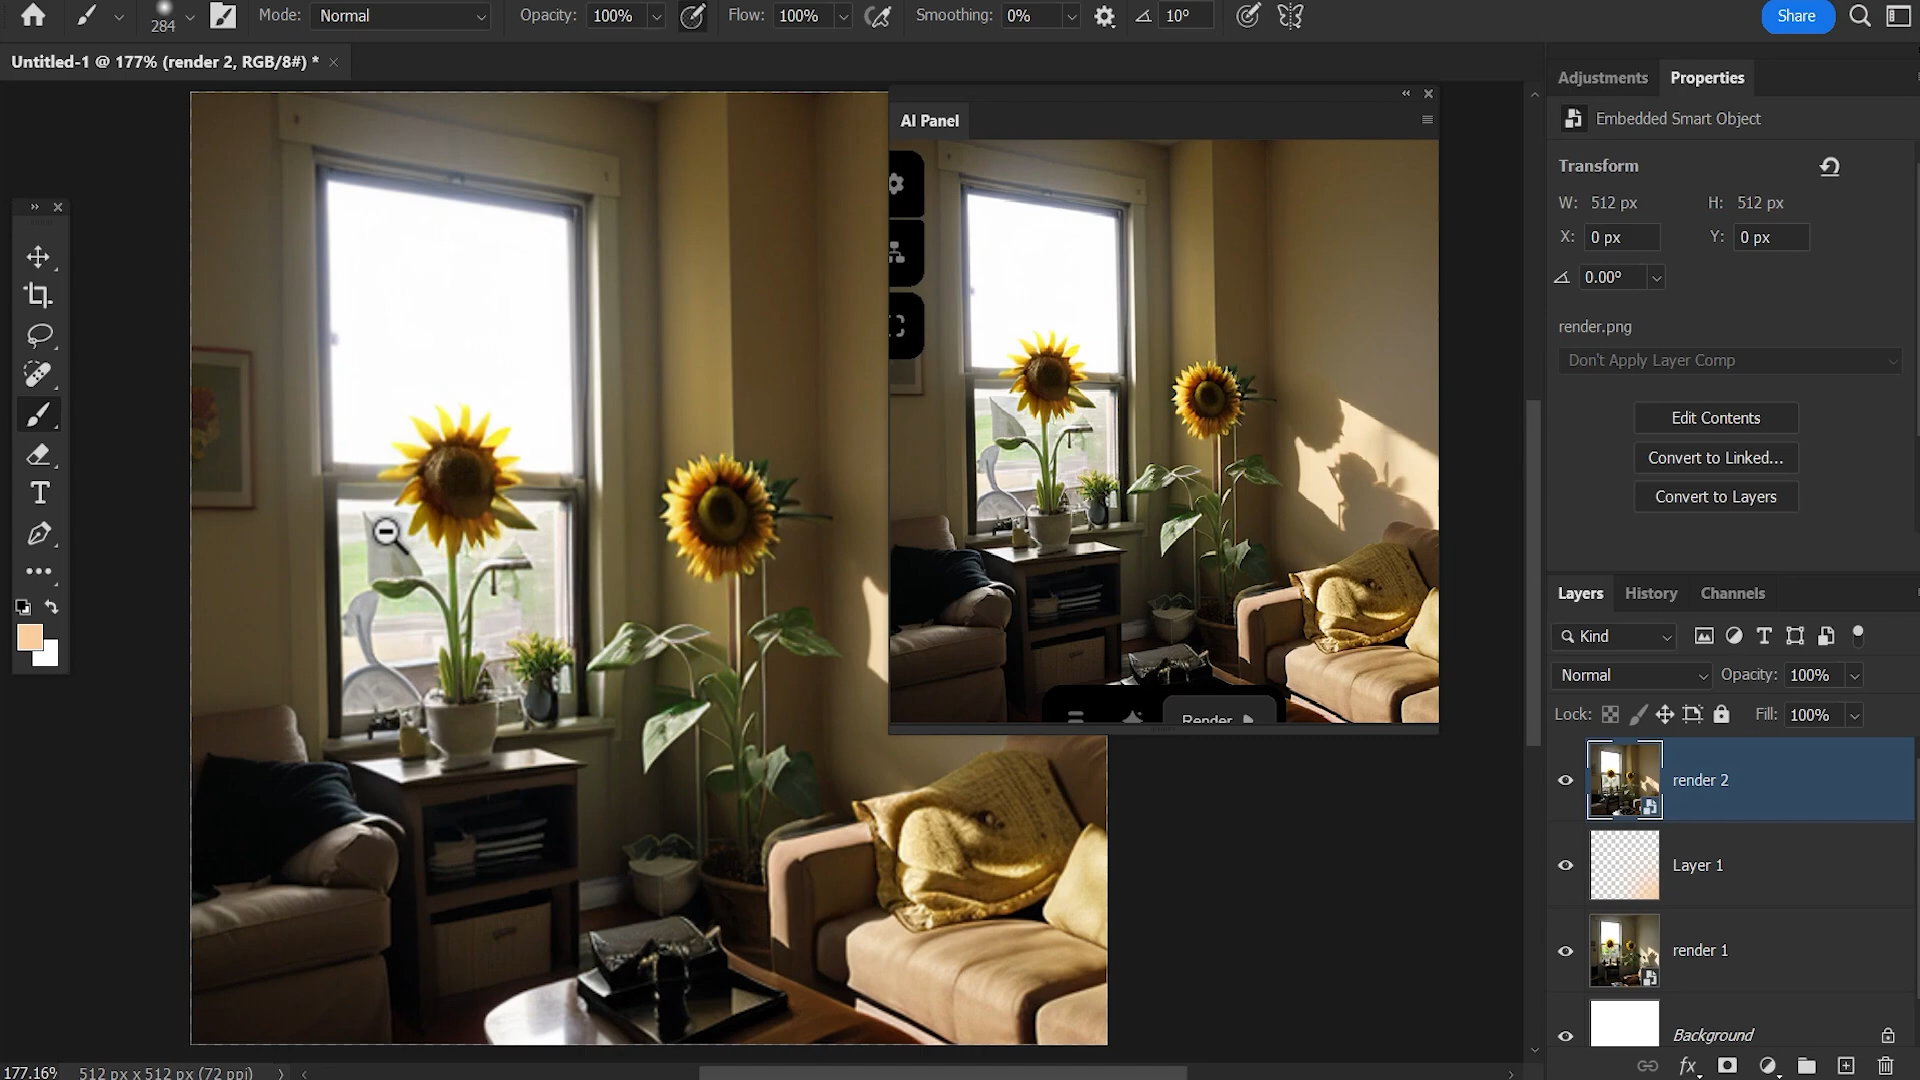 284
Mode: Normal
Opacity: 100%
Flow: 100%
Smoothing: 0%
10°
Share
Untitled-1 @ 177% (render 2, RGB/8#) *
AI Panel
Render
Adjustments Properties
Embedded Smart Object
Transform
W: 512 px H: 512 px
X: 0 px Y: 0 px
0.00°
render.png
Don't Apply Layer Comp
Edit Contents
Convert to Linked...
Convert to Layers
Layers History Channels
Kind
Normal Opacity: 100%
Lock: Fill: 100%
render 2
Layer 1
render 1
Background
fx
177.16% 512 px x 512 px (72 ppi)